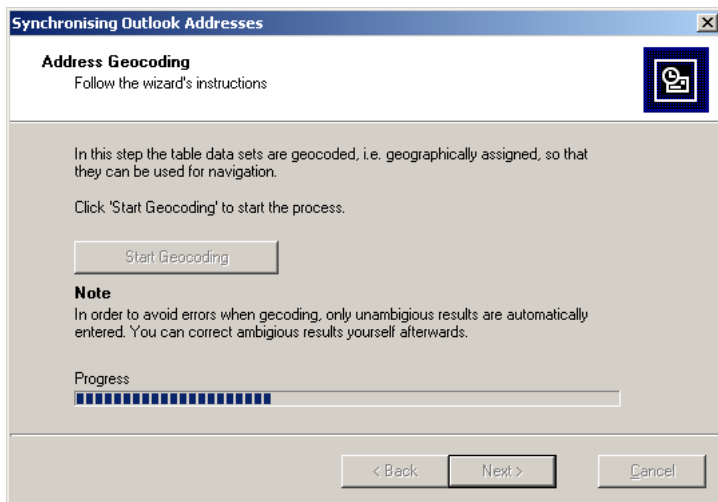 Synchronising Outlook Addresses
Address Geocoding
Follow the wizard's instructions
In this step the table data sets are geocoded, i.e. geographically assigned, so that
they can be used for navigation.
Click 'Start Geocoding' to start the process.
Start Geocoding
Note
In order to avoid errors when gecoding, only unambigious results are automatically
entered. You can correct ambigious results yourself afterwards.
Progress
< Back
Next >
Cancel